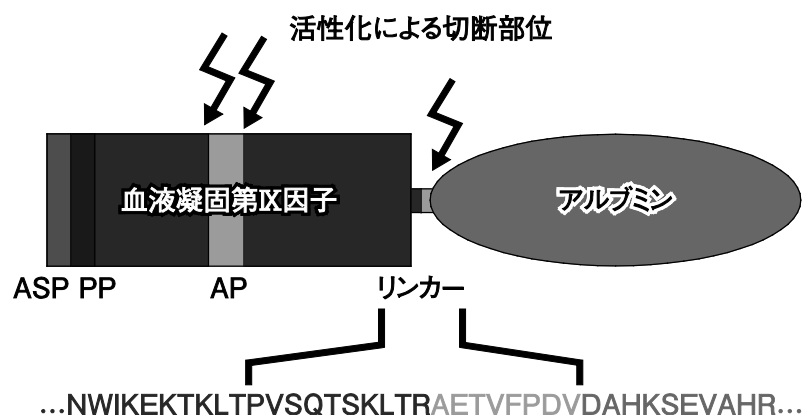 活性化による切断部位
血液凝固第Ⅸ因子
アルブミン
ASP PP AP リンカー
…NWIKEKTKLTPVSQTSKLTRAETVFPDVDAHKSEVAHR…